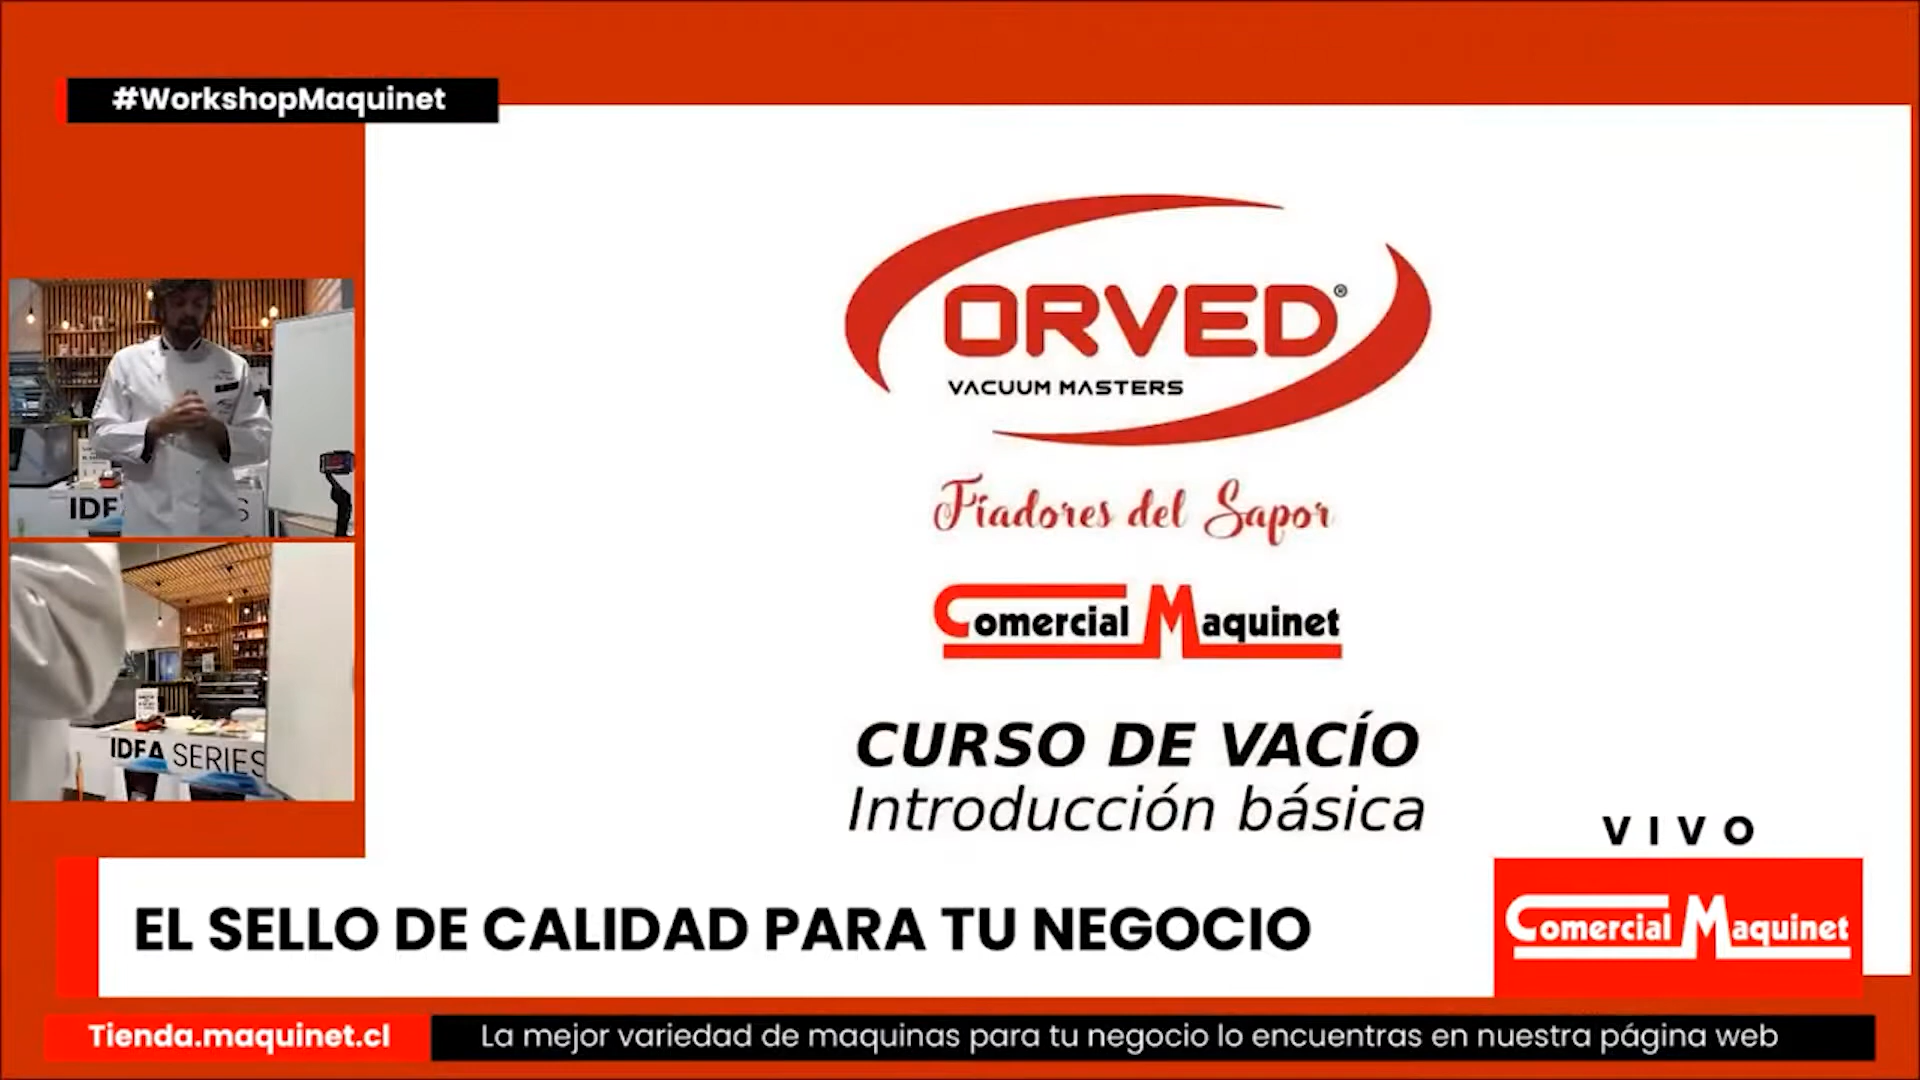 #WorkshopMaquinet
ORVED®
VACUUM MASTERS
Fiadores del Sapor
Comercial Maquinet
CURSO DE VACÍO
Introducción básica
IDEA SERIES
VIVO
EL SELLO DE CALIDAD PARA TU NEGOCIO
Comercial Maquinet
Tienda.maquinet.cl
La mejor variedad de maquinas para tu negocio lo encuentras en nuestra página web